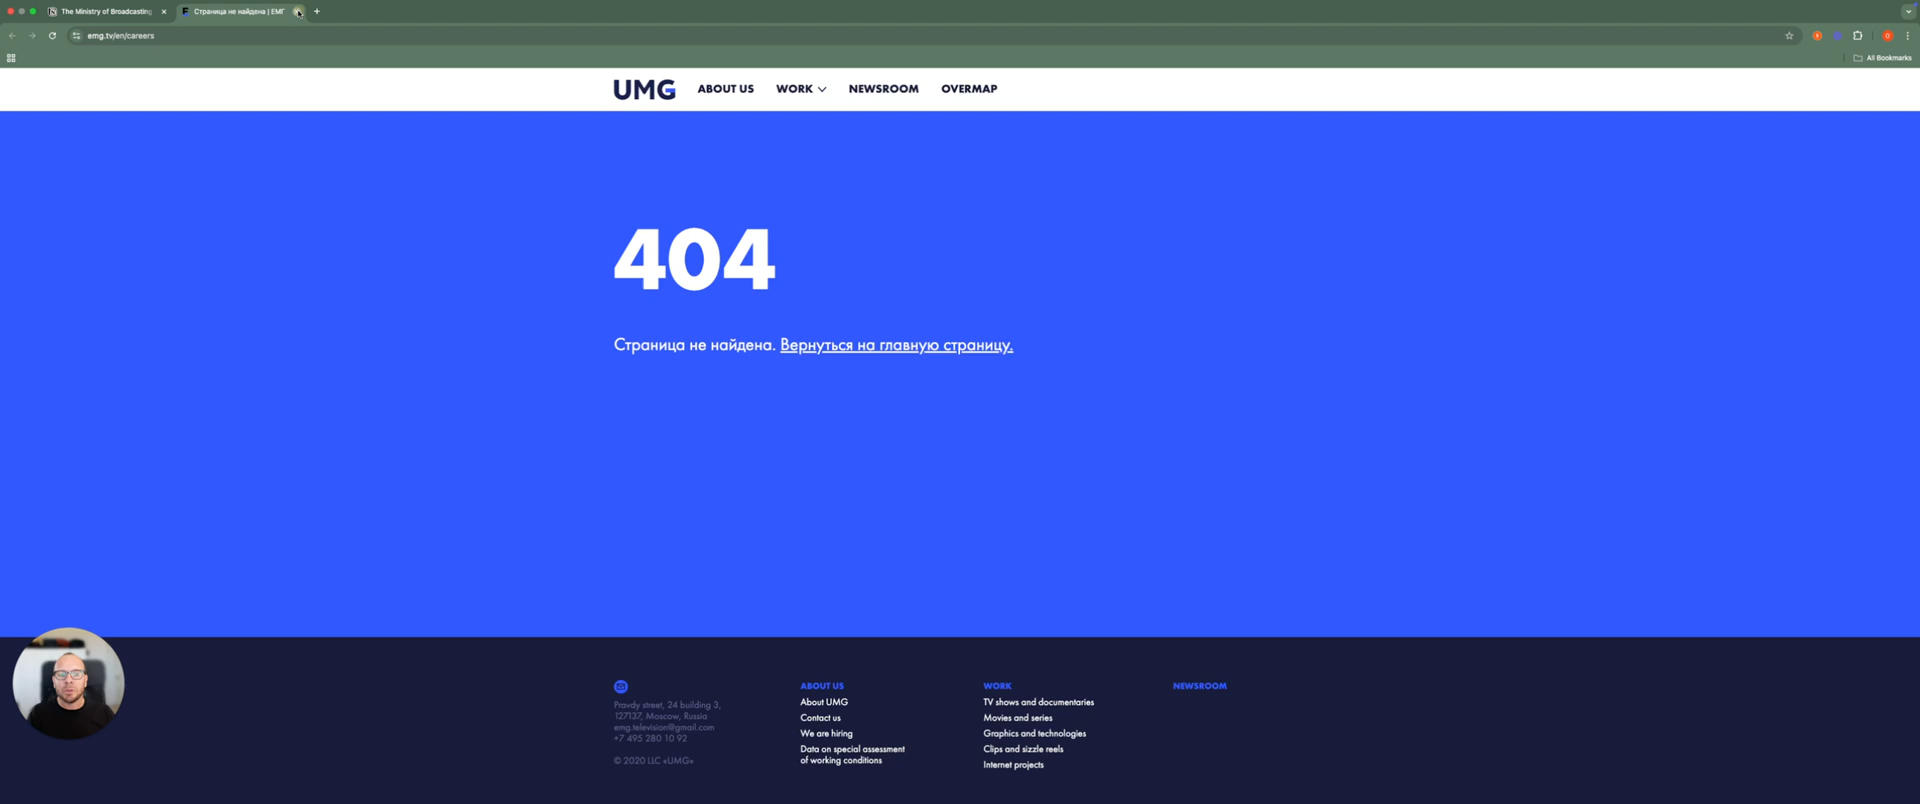 The Ministry of Broadcasting
Страница не найдена | ЕМГ
emg.tv/en/careers
All Bookmarks
UMG
ABOUT US
WORK
NEWSROOM
OVERMAP
404
Страница не найдена. Вернуться на главную страницу.
Pravdy street, 24 building 3,
127137, Moscow, Russia
emg.television@gmail.com
+7 495 280 10 92
© 2020 LLC «UMG»
ABOUT US
About UMG
Contact us
We are hiring
Data on special assessment
of working conditions
WORK
TV shows and documentaries
Movies and series
Graphics and technologies
Clips and sizzle reels
Internet projects
NEWSROOM